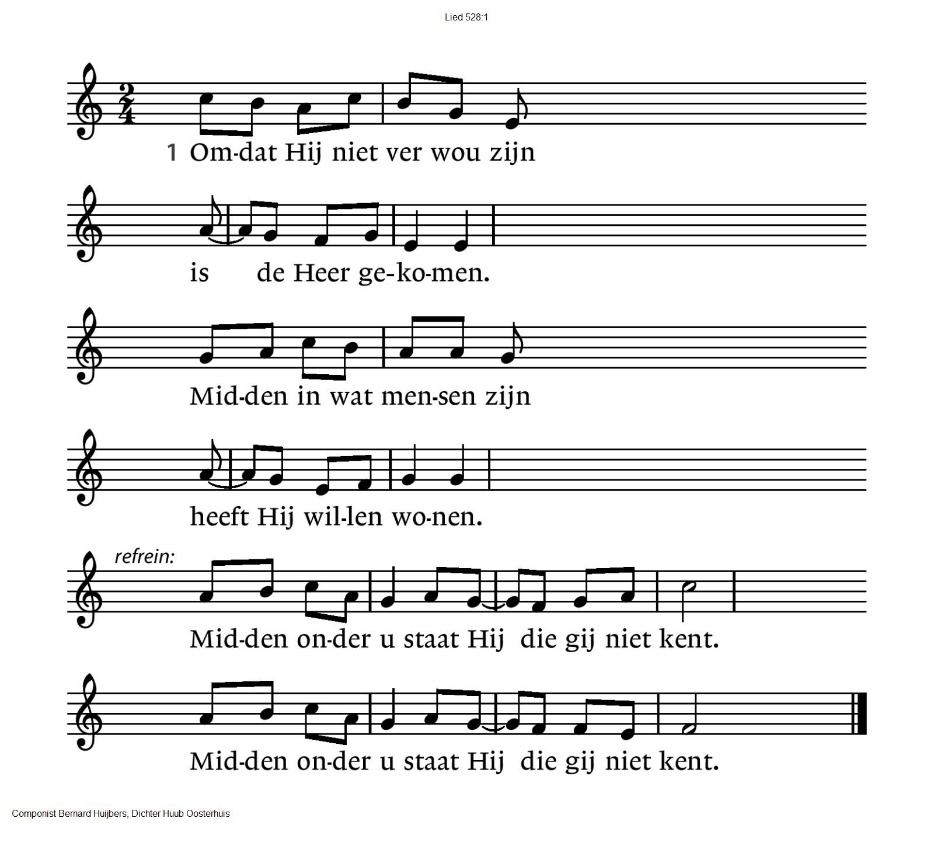 Lied 528:1
2
4
1 Om-dat Hij niet ver wou zijn
is de Heer ge-ko-men.
Mid-den in wat men-sen zijn
heeft Hij wil-len wo-nen.
refrein:
Mid-den on-der u staat Hij die gij niet kent.
Mid-den on-der u staat Hij die gij niet kent.
Componist Bernard Huijbers, Dichter Huub Oosterhuis